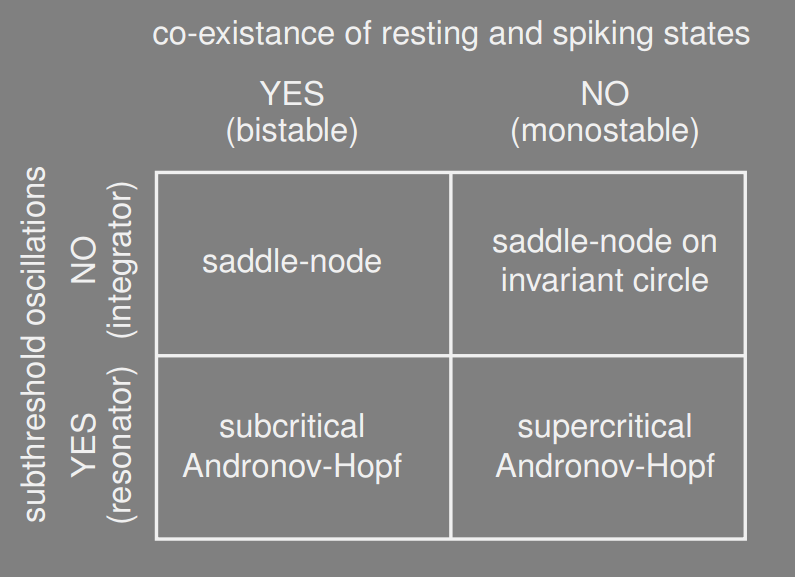 co-existance of resting and spiking states
YES
(bistable)
NO
(monostable)
subthreshold oscillations
NO
(integrator)
saddle-node
saddle-node on
invariant circle
YES
(resonator)
subcritical
Andronov-Hopf
supercritical
Andronov-Hopf